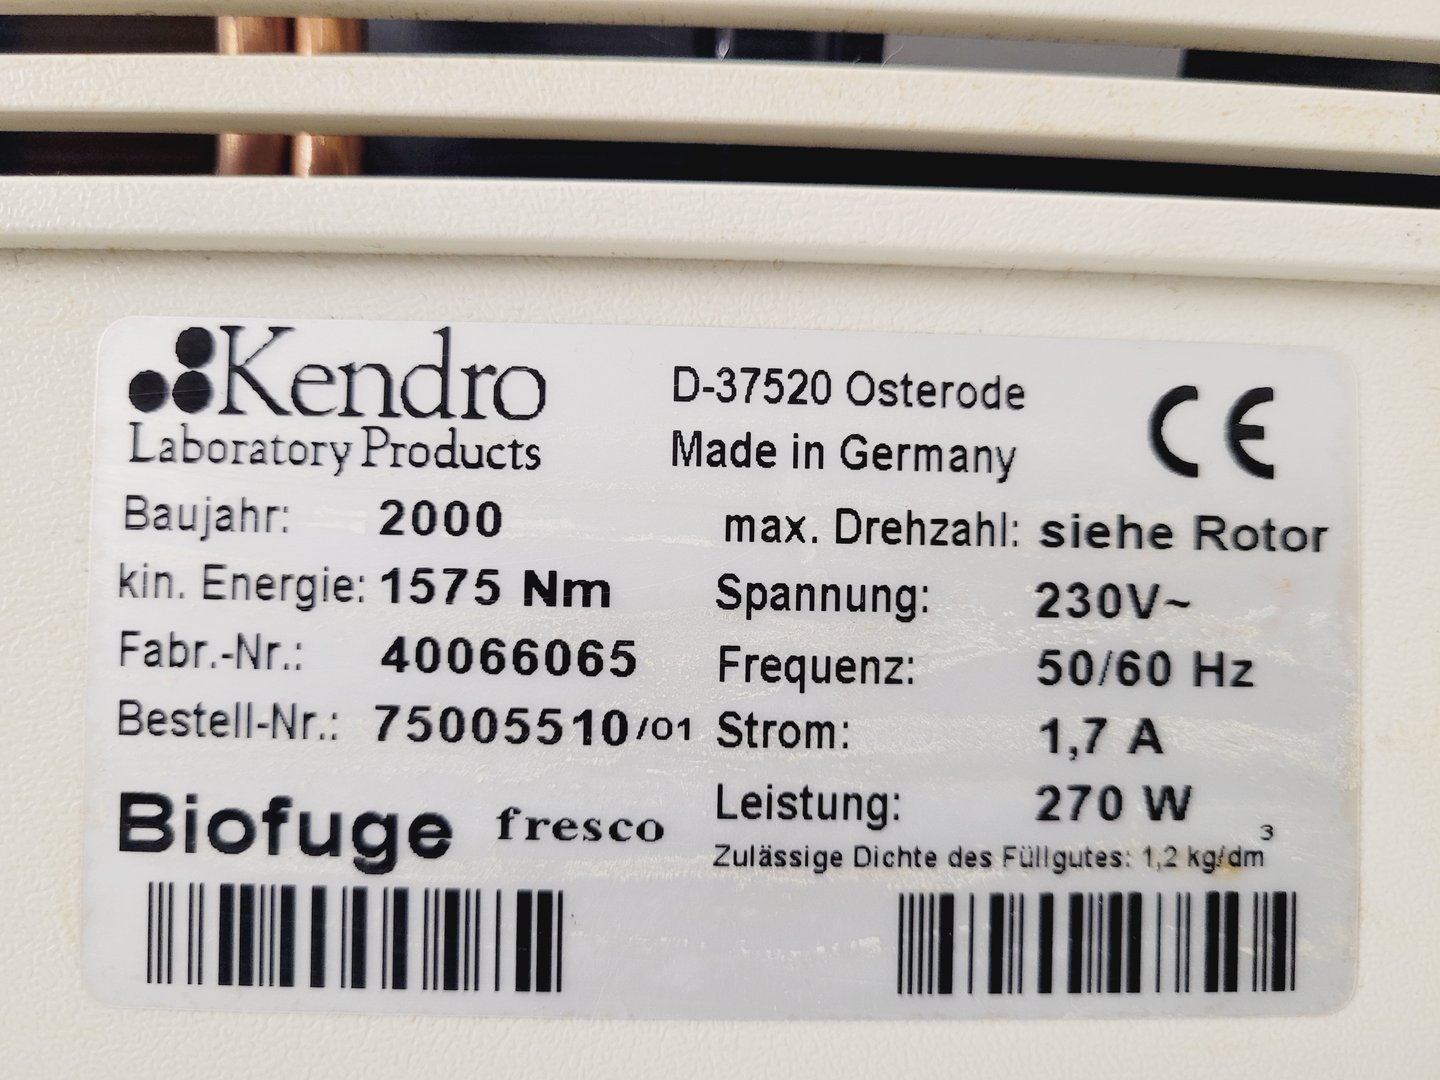 Kendro
Laboratory Products
D-37520 Osterode
Made in Germany
CE
Baujahr: 2000
kin. Energie: 1575 Nm
Fabr.-Nr.: 40066065
Bestell-Nr.: 75005510/01
Biofuge fresco
max. Drehzahl: siehe Rotor
Spannung: 230V~
Frequenz: 50/60 Hz
Strom: 1,7 A
Leistung: 270 W
Zulässige Dichte des Füllgutes: 1,2 kg/dm³